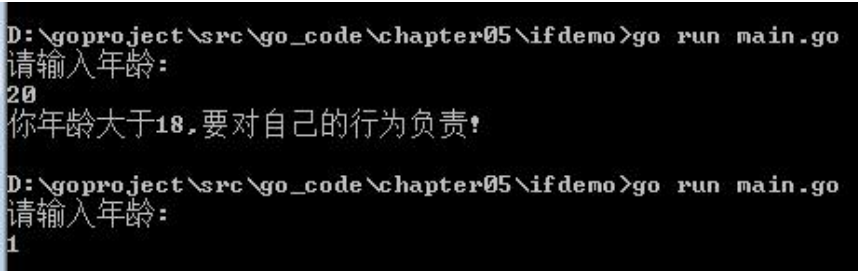 D:\goproject\src\go_code\chapter05\ifdemo>go run main.go
请输入年龄:
20
你年龄大于18,要对自己的行为负责!
D:\goproject\src\go_code\chapter05\ifdemo>go run main.go
请输入年龄:
1